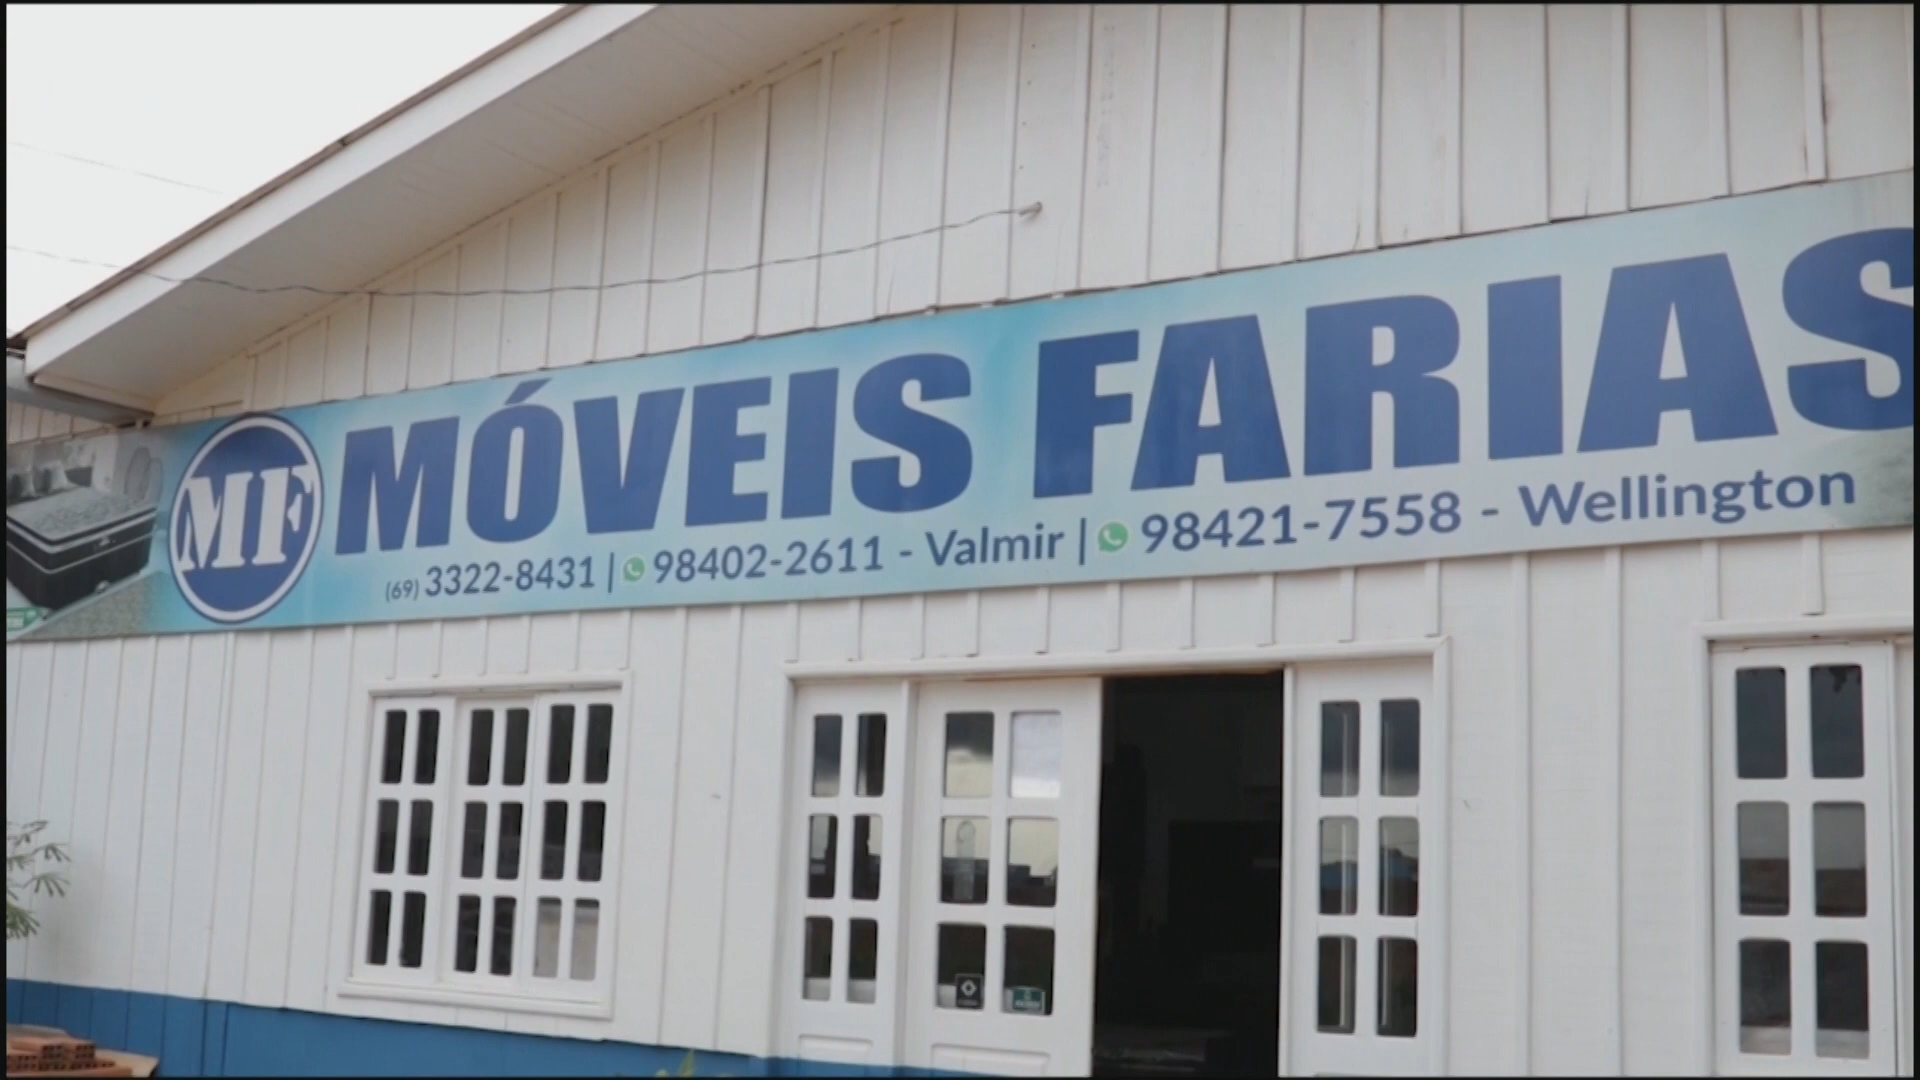 MF MÓVEIS FARIAS
(69) 3322-8431 | 98402-2611 - Valmir | 98421-7558 - Wellington